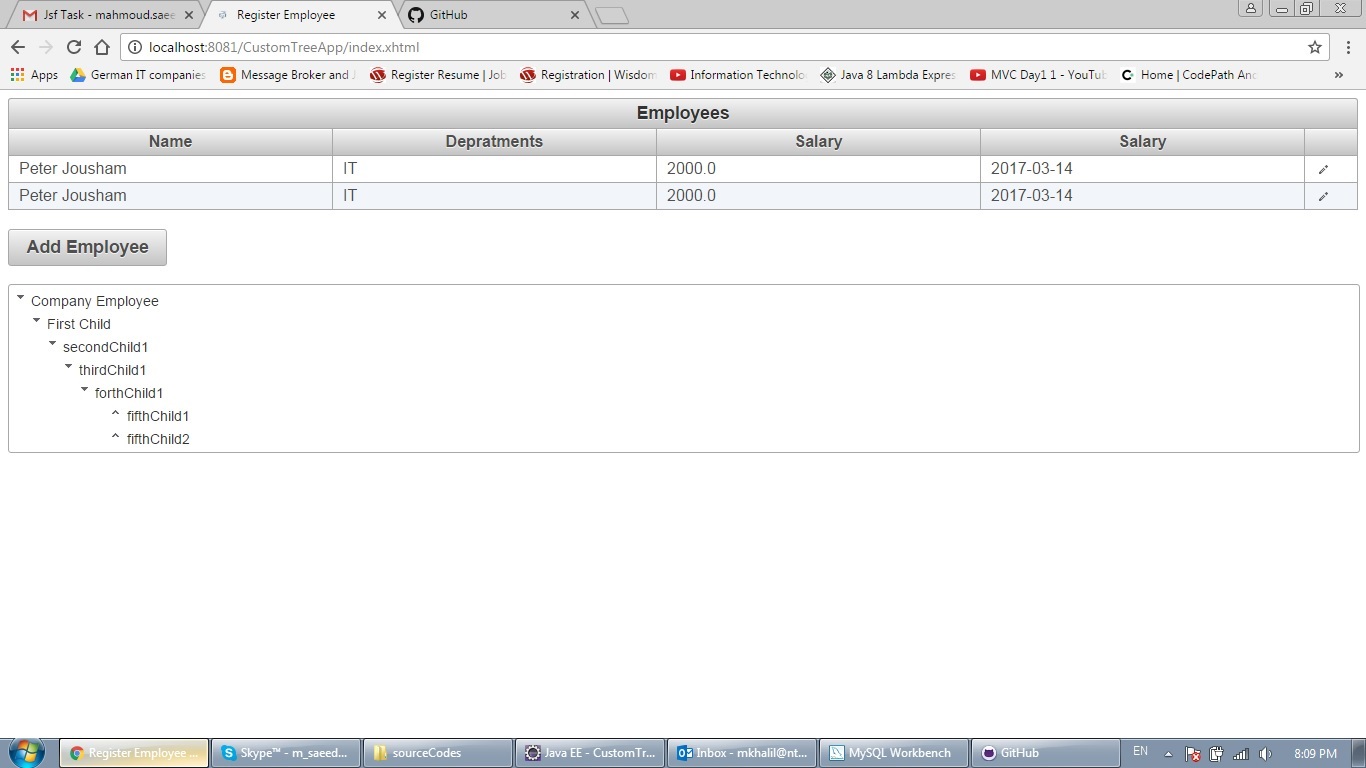 Jsf Task - mahmoud.saee
Register Employee
GitHub
localhost:8081/CustomTreeApp/index.xhtml
Apps
German IT companies
Message Broker and J
Register Resume | Job
Registration | Wisdom
Information Technolo
Java 8 Lambda Expres
MVC Day1 1 - YouTub
Home | CodePath And
»
Employees
Name Depratments Salary Salary
Peter Jousham IT 2000.0 2017-03-14
Peter Jousham IT 2000.0 2017-03-14
Add Employee
Company Employee
First Child
secondChild1
thirdChild1
forthChild1
fifthChild1
fifthChild2
Register Employee ...
Skype™ - m_saeed...
sourceCodes
Java EE - CustomTr...
Inbox - mkhalil@nt...
MySQL Workbench
GitHub
EN
8:09 PM